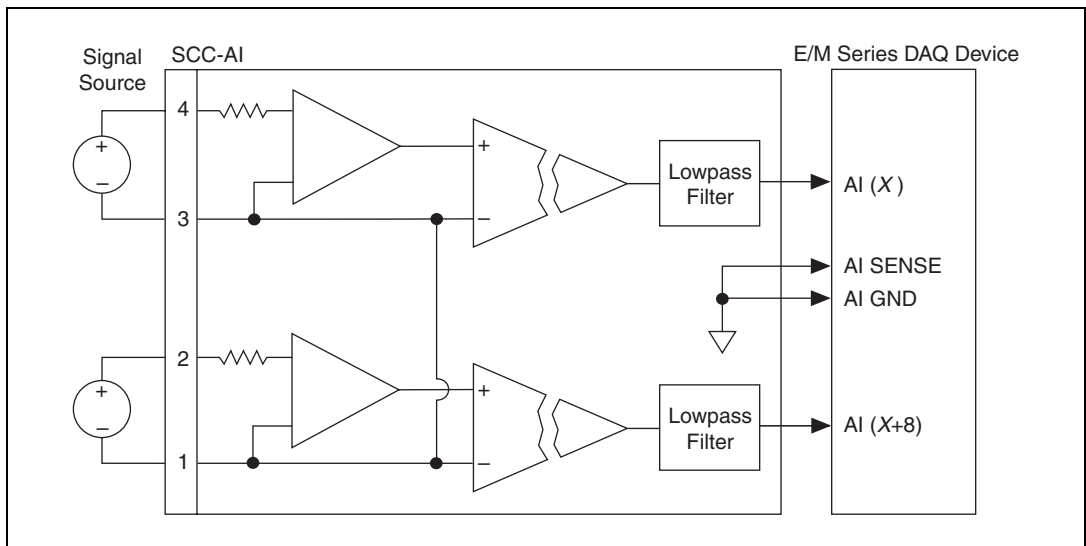 Signal
Source
SCC-AI
E/M Series DAQ Device
4
+
−
3
+
−
Lowpass
Filter
AI (X)
AI SENSE
AI GND
2
+
−
1
+
−
Lowpass
Filter
AI (X+8)